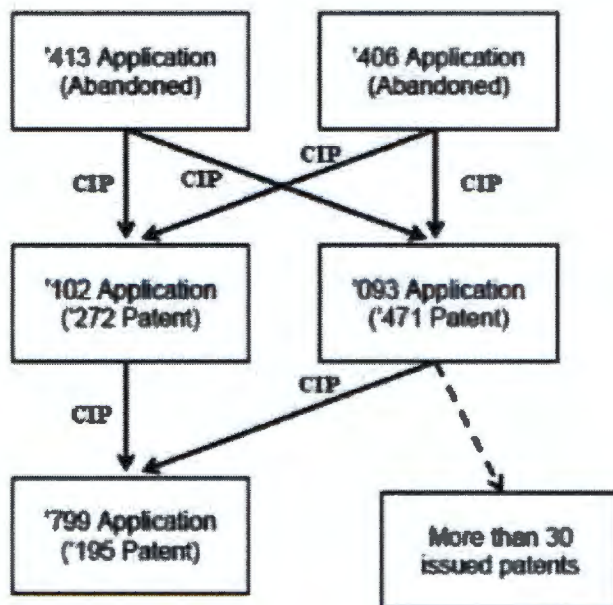 '413 Application
(Abandoned)
'406 Application
(Abandoned)
CIP
CIP
CIP
CIP
'102 Application
('272 Patent)
'093 Application
('471 Patent)
CIP
CIP
'799 Application
('195 Patent)
More than 30
issued patents